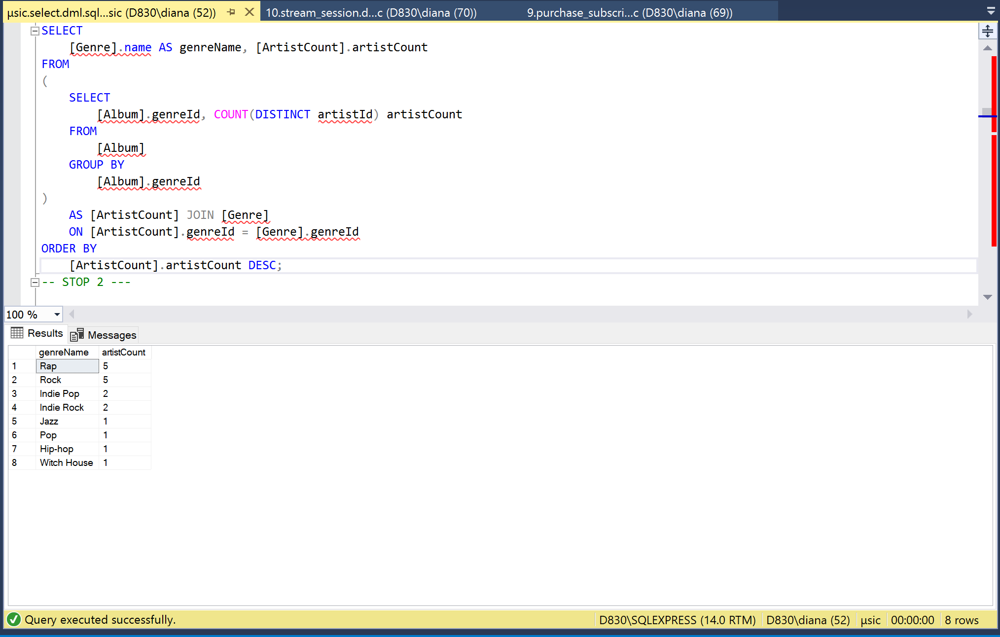 µsic.select.dml.sql...sic (D830\diana (52)) 10.stream_session.d...c (D830\diana (70)) 9.purchase_subscri...c (D830\diana (69))
SELECT
[Genre].name AS genreName, [ArtistCount].artistCount
FROM
(
SELECT
[Album].genreId, COUNT(DISTINCT artistId) artistCount
FROM
[Album]
GROUP BY
[Album].genreId
)
AS [ArtistCount] JOIN [Genre]
ON [ArtistCount].genreId = [Genre].genreId
ORDER BY
[ArtistCount].artistCount DESC;
-- STOP 2 ---
100 %
Results Messages
genreName artistCount
1 Rap 5
2 Rock 5
3 Indie Pop 2
4 Indie Rock 2
5 Jazz 1
6 Pop 1
7 Hip-hop 1
8 Witch House 1
Query executed successfully. D830\SQLEXPRESS (14.0 RTM) D830\diana (52) µsic 00:00:00 8 rows